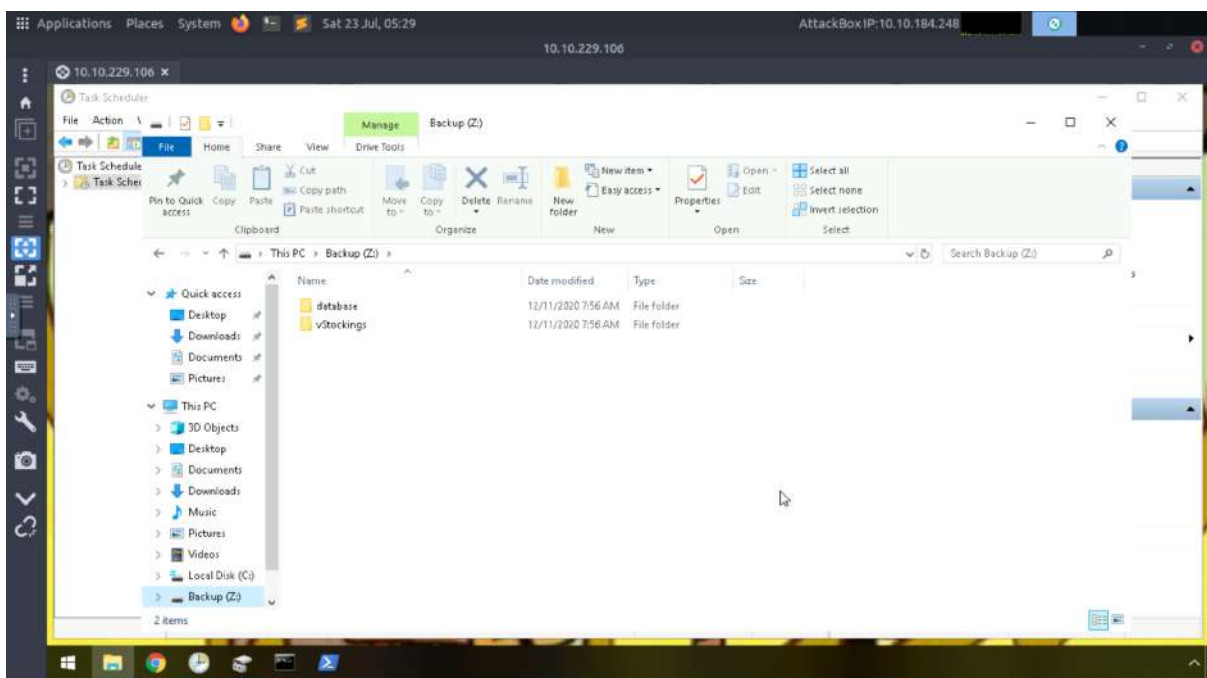 Applications Places System Sat 23 Jul, 05:29 AttackBox IP:10.10.184.248
10.10.229.106
10.10.229.106
Task Scheduler
File Action
Manage Backup (Z:)
File Home Share View Drive Tools
Task Schedule
Task Sche
Pin to Quick access
Copy
Paste
Cut
Copy path
Paste shortcut
Clipboard
Move to
Copy to
Delete
Rename
Organize
New folder
New item
Easy access
New
Properties
Open
Edit
Open
Select all
Select none
Invert selection
Select
This PC Backup (Z:)
Search Backup (Z:)
Name Date modified Type Size
database 12/11/2020 7:56 AM File folder
vStockings 12/11/2020 7:56 AM File folder
Quick access
Desktop
Downloads
Documents
Pictures
This PC
3D Objects
Desktop
Documents
Downloads
Music
Pictures
Videos
Local Disk (C:)
Backup (Z:)
2 items